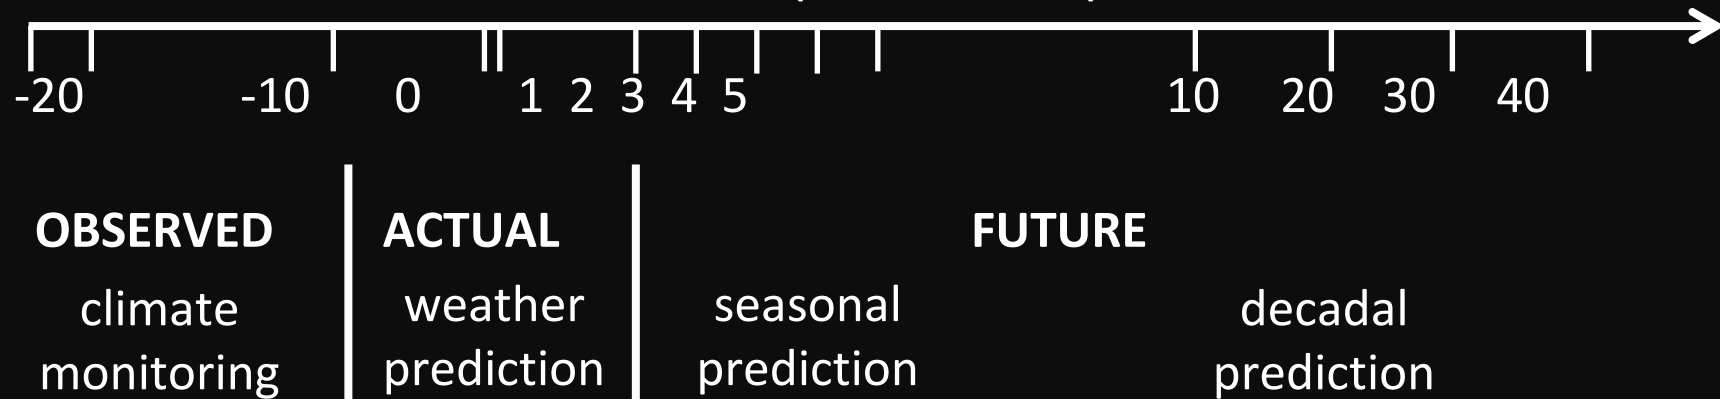 -20 -10 0 1 2 3 4 5 10 20 30 40
OBSERVED ACTUAL FUTURE
climate weather seasonal decadal
monitoring prediction prediction prediction